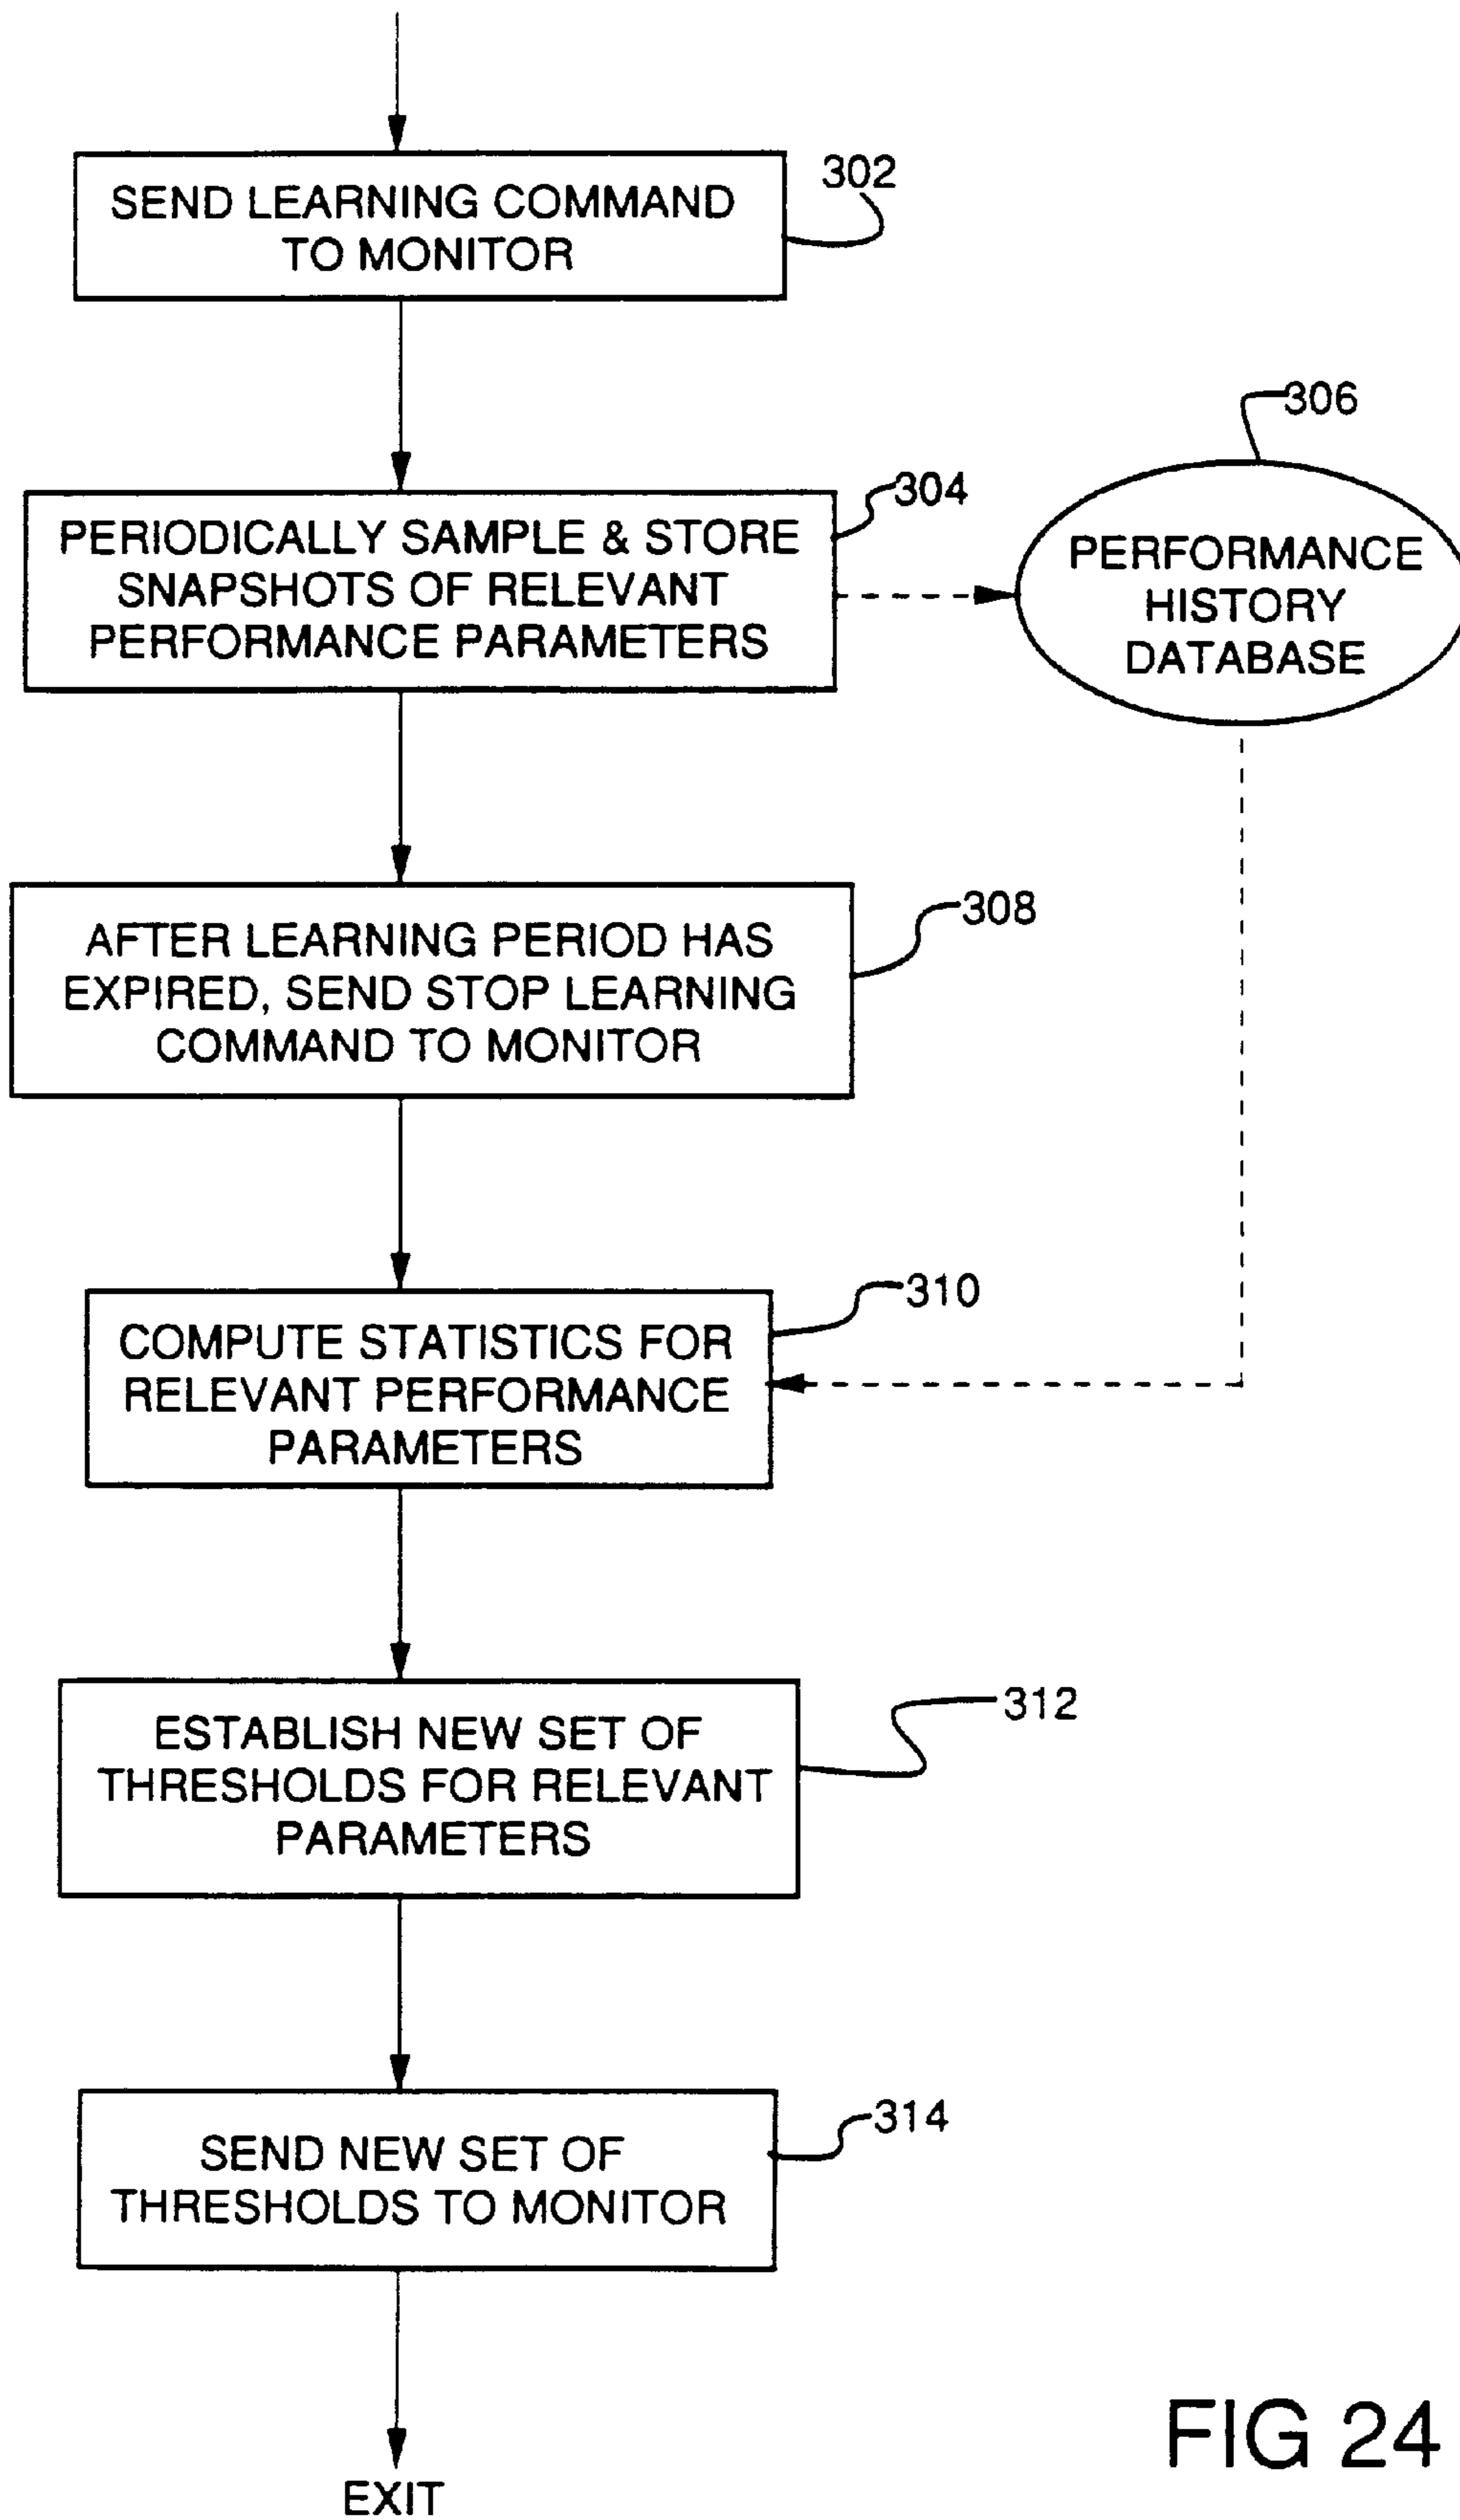 SEND LEARNING COMMAND
TO MONITOR
302
PERIODICALLY SAMPLE & STORE
SNAPSHOTS OF RELEVANT
PERFORMANCE PARAMETERS
304
306
PERFORMANCE
HISTORY
DATABASE
AFTER LEARNING PERIOD HAS
EXPIRED, SEND STOP LEARNING
COMMAND TO MONITOR
308
COMPUTE STATISTICS FOR
RELEVANT PERFORMANCE
PARAMETERS
310
ESTABLISH NEW SET OF
THRESHOLDS FOR RELEVANT
PARAMETERS
312
SEND NEW SET OF
THRESHOLDS TO MONITOR
314
EXIT
FIG 24